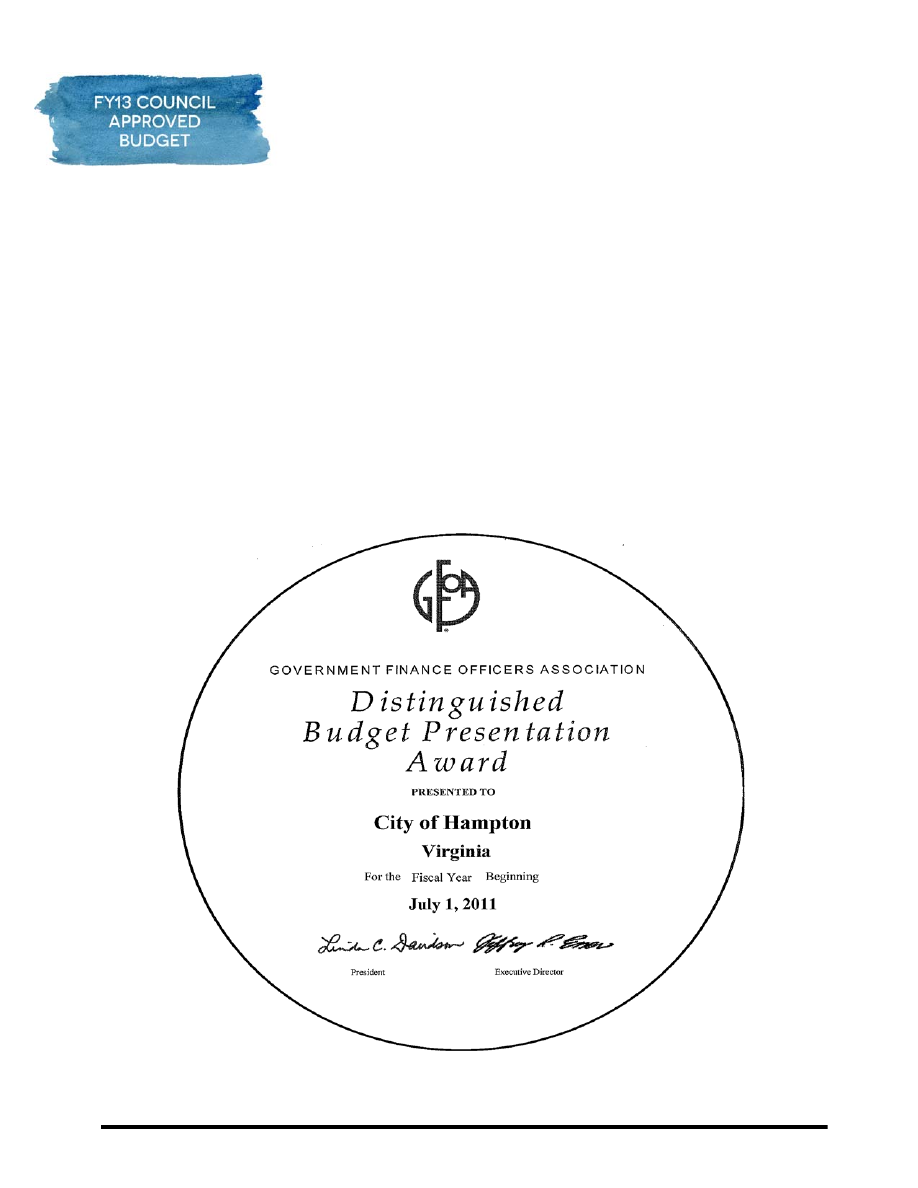 FY13 COUNCIL
APPROVED
BUDGET
GFOA
GOVERNMENT FINANCE OFFICERS ASSOCIATION
Distinguished
Budget Presentation
Award
PRESENTED TO
City of Hampton
Virginia
For the Fiscal Year Beginning
July 1, 2011
Linda C. Davidson Jeffrey R. Ener
President Executive Director